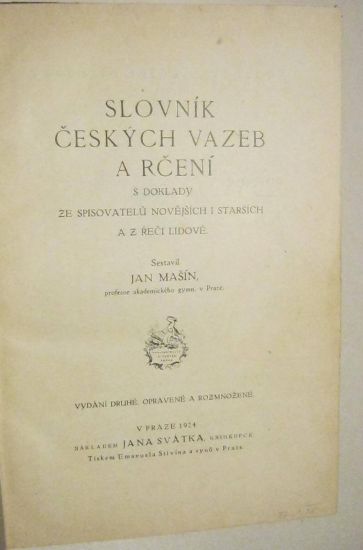 SLOVNÍK
ČESKÝCH VAZEB
A RČENÍ
S DOKLADY
ZE SPISOVATELŮ NOVĚJŠÍCH I STARŠÍCH
A Z ŘEČI LIDOVÉ.
Sestavil
JAN MAŠÍN,
profesor akademického gymn. v Praze.
VYDÁNÍ DRUHÉ, OPRAVENÉ A ROZMNOŽENÉ.
V PRAZE 1924
NÁKLADEM JANA SVÁTKA, KNIHKUPCE
Tiskem Emanuela Stivína a synů v Praze.